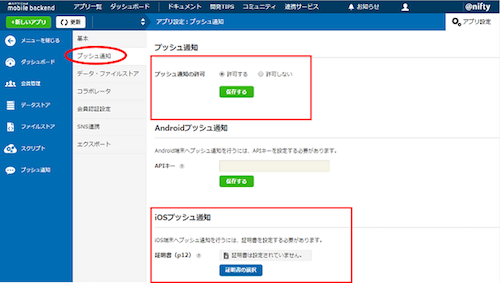 mobile backend
アプリ一覧 ダッシュボード ドキュメント 開発TIPS コミュニティ 連携サービス お知らせ @nifty
+新しいアプリ 更新 アプリ設定:プッシュ通知 アプリ設定
メニューを閉じる
ダッシュボード
会員管理
データストア
ファイルストア
スクリプト
プッシュ通知
基本
プッシュ通知
データ・ファイルストア
コラボレータ
会員認証設定
SNS連携
エクスポート
プッシュ通知
プッシュ通知の許可 許可する 許可しない
保存する
Androidプッシュ通知
Android端末へプッシュ通知を行うには、APIキーを設定する必要があります。
APIキー
保存する
iOSプッシュ通知
iOS端末へプッシュ通知を行うには、証明書を設定する必要があります。
証明書(p12) 証明書は設定されていません。
証明書の選択